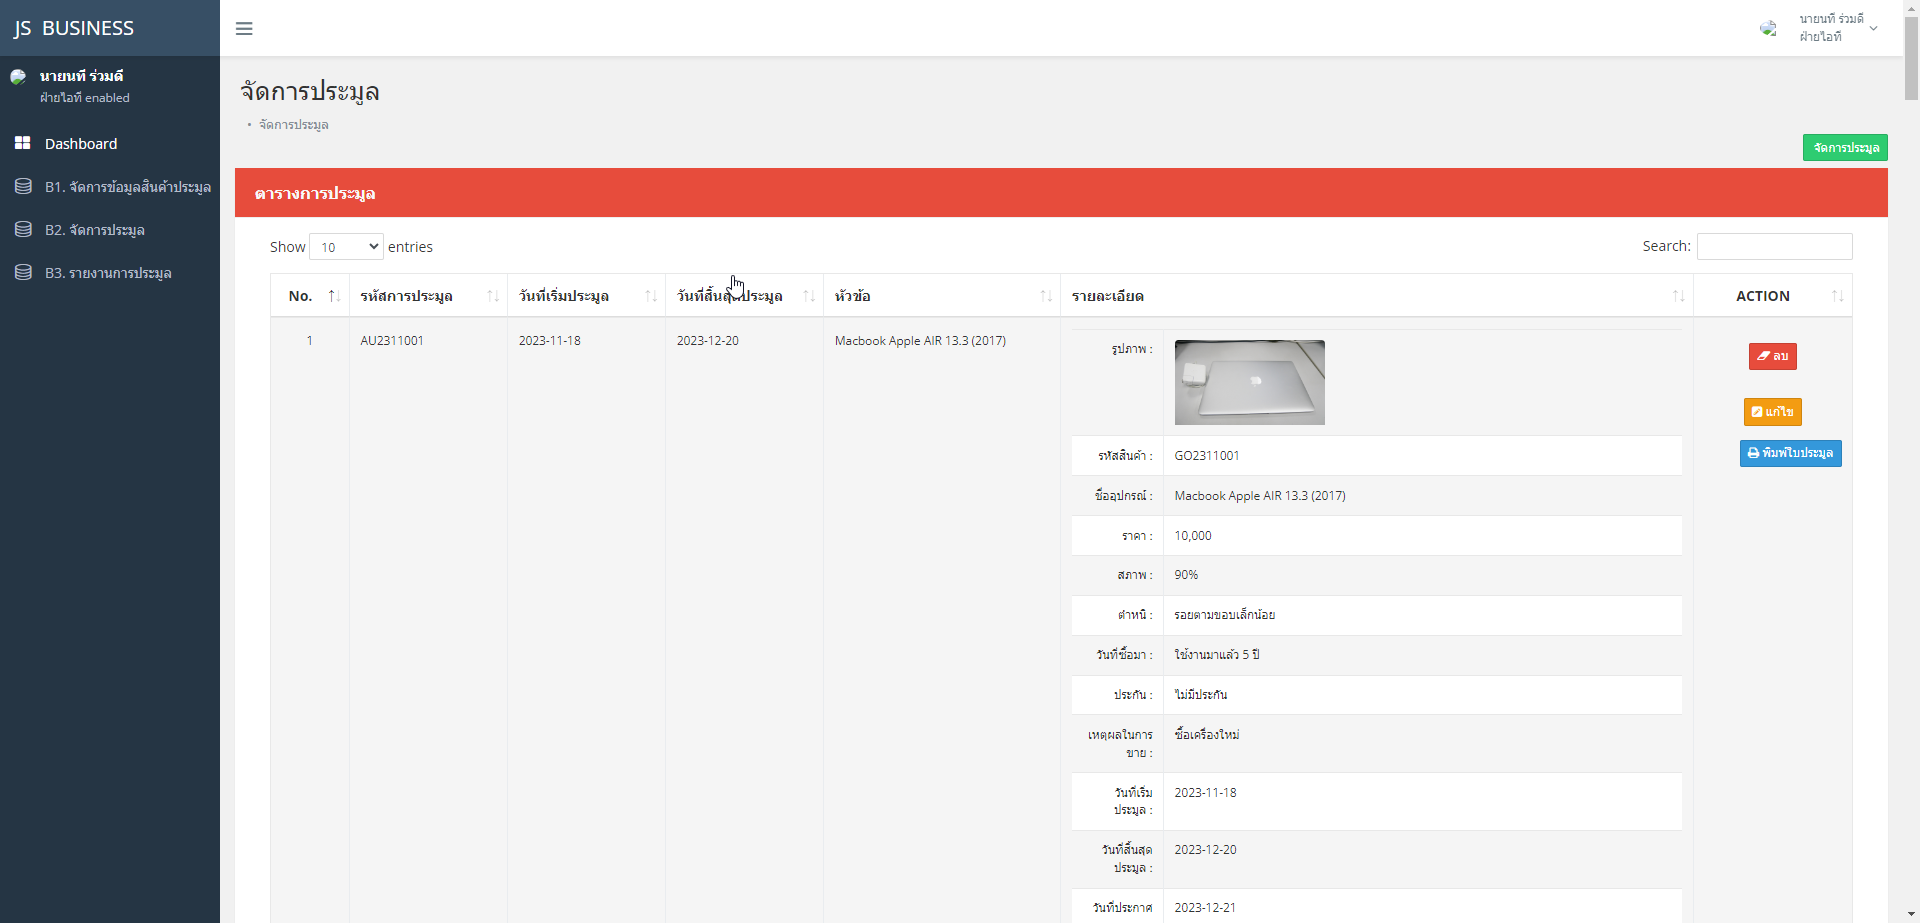 JS BUSINESS
นายนที ร่วมดี
ฝ่ายไอที
นายนที ร่วมดี
ฝ่ายไอที enabled
Dashboard
B1. จัดการข้อมูลสินค้าประมูล
B2. จัดการประมูล
B3. รายงานการประมูล
จัดการประมูล
• จัดการประมูล
จัดการประมูล
ตารางการประมูล
Show 10 entries
Search:
No. รหัสการประมูล วันที่เริ่มประมูล วันที่สิ้นสุดประมูล หัวข้อ รายละเอียด ACTION
1 AU2311001 2023-11-18 2023-12-20 Macbook Apple AIR 13.3 (2017)
รูปภาพ :
ลบ
แก้ไข
พิมพ์ใบประมูล
รหัสสินค้า : GO2311001
ชื่ออุปกรณ์ : Macbook Apple AIR 13.3 (2017)
ราคา : 10,000
สภาพ : 90%
ตำหนิ : รอยตามขอบเล็กน้อย
วันที่ซื้อมา : ใช้งานมาแล้ว 5 ปี
ประกัน : ไม่มีประกัน
เหตุผลในการ ซื้อเครื่องใหม่
ขาย :
วันที่เริ่ม 2023-11-18
ประมูล :
วันที่สิ้นสุด 2023-12-20
ประมูล :
วันที่ประกาศ 2023-12-21